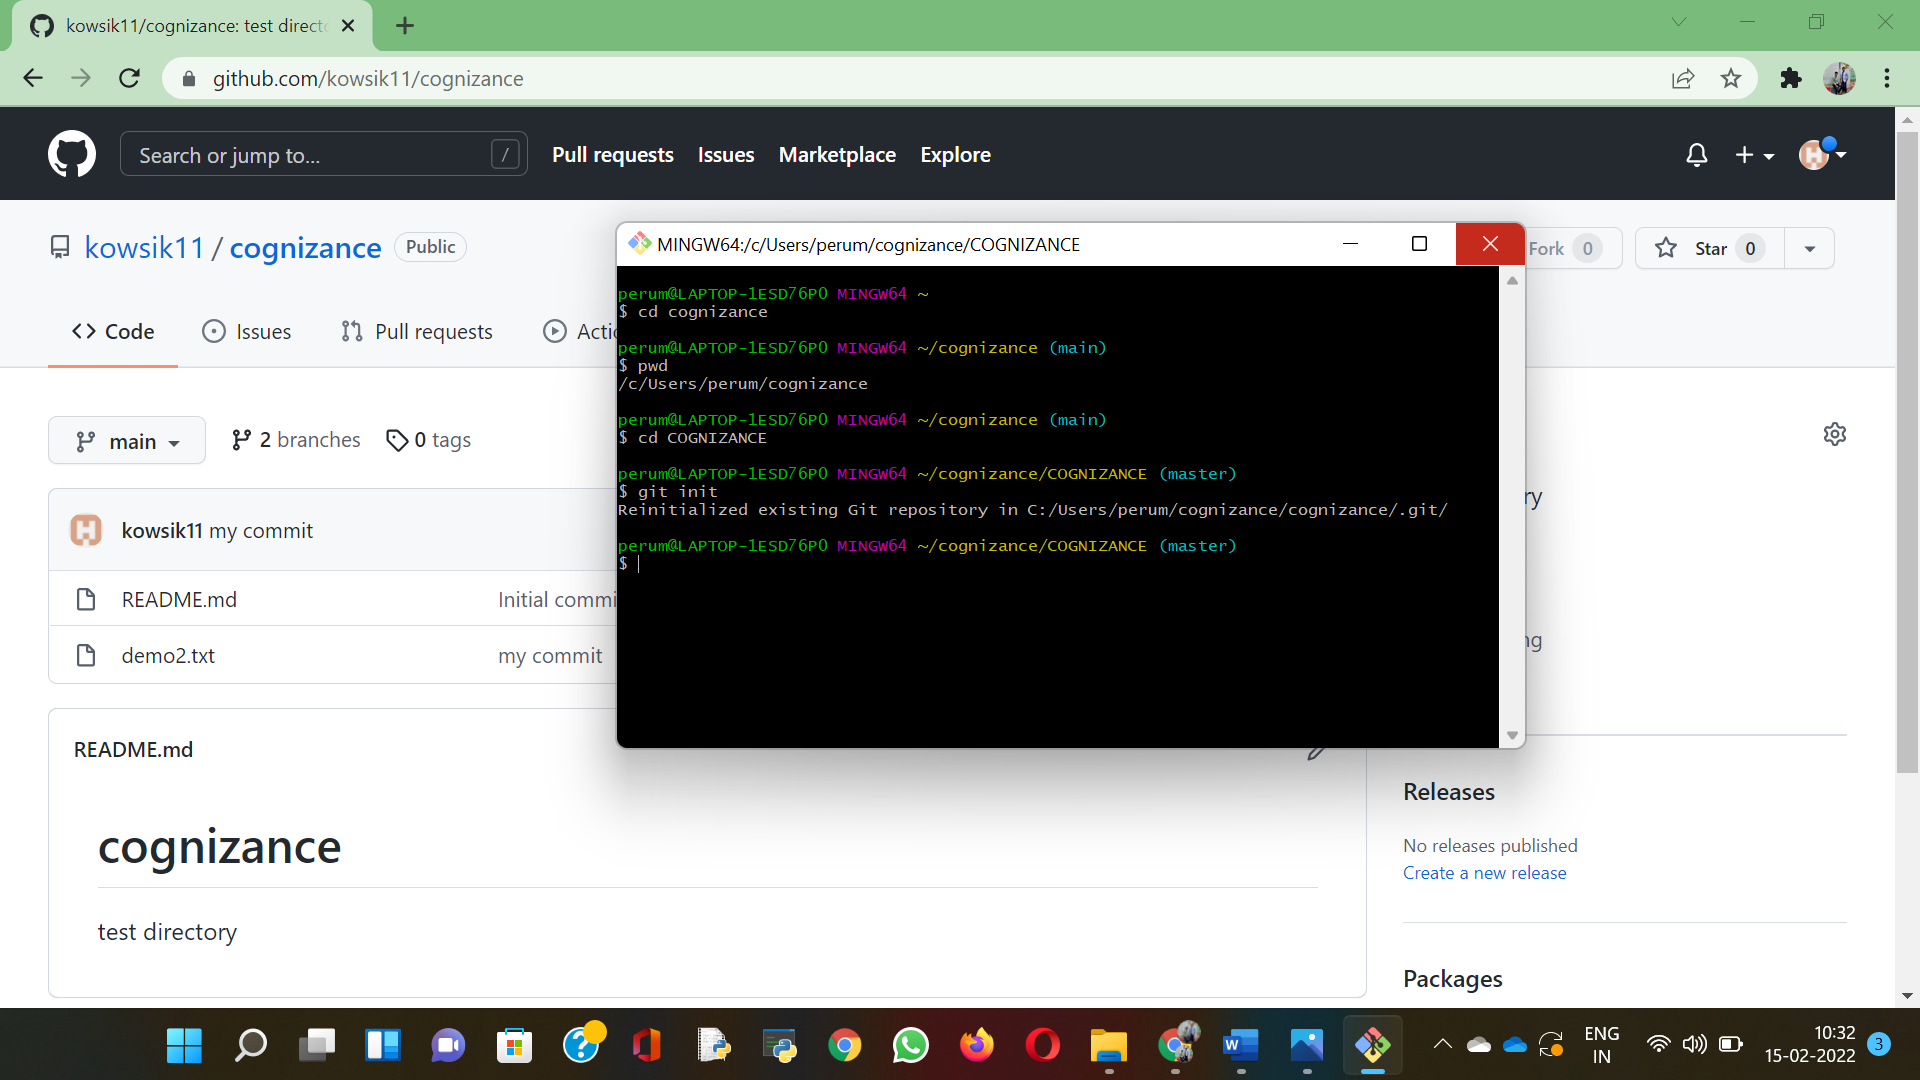 kowsik11/cognizance: test direct
github.com/kowsik11/cognizance
Search or jump to... /
Pull requests Issues Marketplace Explore
kowsik11 / cognizance Public
Fork 0
Star 0
Code Issues Pull requests Acti
main 2 branches 0 tags
kowsik11 my commit
README.md Initial commi
demo2.txt my commit
README.md
cognizance
test directory
MINGW64:/c/Users/perum/cognizance/COGNIZANCE
perum@LAPTOP-1ESD76P0 MINGW64 ~
$ cd cognizance
perum@LAPTOP-1ESD76P0 MINGW64 ~/cognizance (main)
$ pwd
/c/Users/perum/cognizance
perum@LAPTOP-1ESD76P0 MINGW64 ~/cognizance (main)
$ cd COGNIZANCE
perum@LAPTOP-1ESD76P0 MINGW64 ~/cognizance/COGNIZANCE (master)
$ git init
Reinitialized existing Git repository in C:/Users/perum/cognizance/cognizance/.git/
perum@LAPTOP-1ESD76P0 MINGW64 ~/cognizance/COGNIZANCE (master)
$
ry
ng
Releases
No releases published
Create a new release
Packages
ENG
IN
10:32
15-02-2022
3